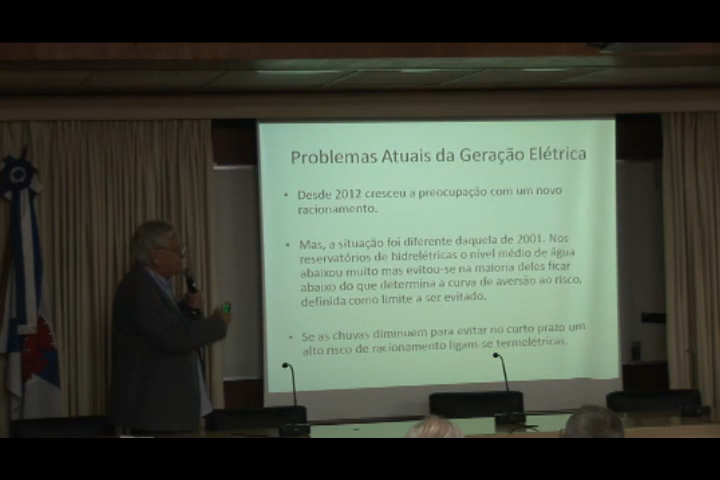 Problemas Atuais da Geração Elétrica
• Desde 2012 cresceu a preocupação com um novo
racionamento.
• Mas, a situação foi diferente daquela de 2001. Nos
reservatórios de hidrelétricas o nível médio de água
abaixou muito mas evitou-se na maioria deles ficar
abaixo do que determina a curva de aversão ao risco,
definida como limite a ser evitado.
• Se as chuvas diminuem para evitar no curto prazo um
alto risco de racionamento ligam-se termelétricas.